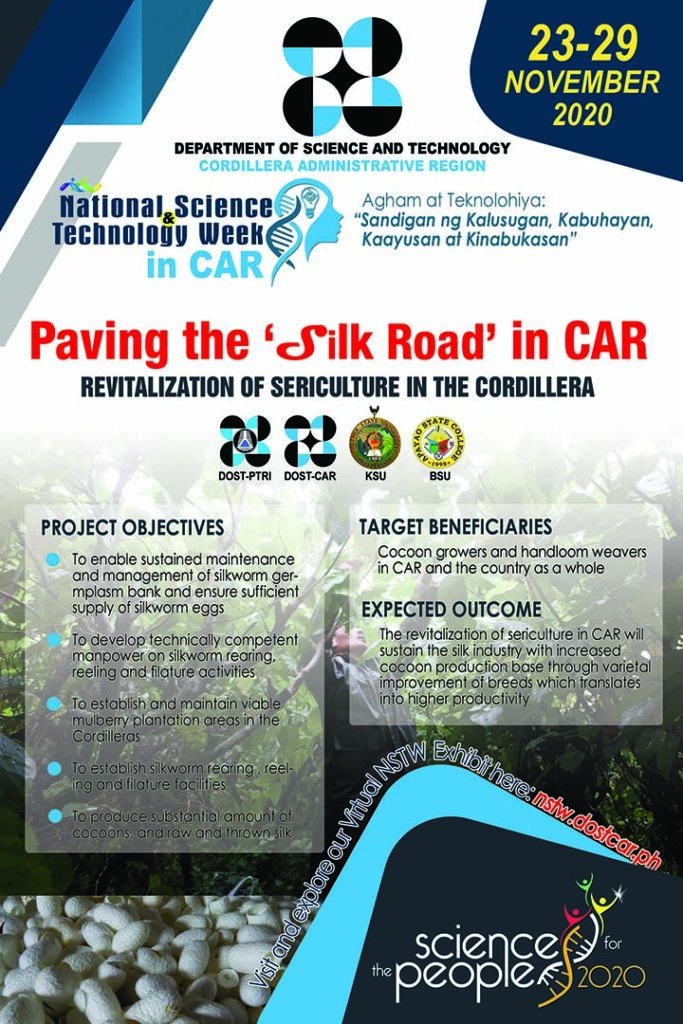 23-29
NOVEMBER
2020
DEPARTMENT OF SCIENCE AND TECHNOLOGY
CORDILLERA ADMINISTRATIVE REGION
National Science
& Technology Week
in CAR
Agham at Teknolohiya:
“Sandigan ng Kalusugan, Kabuhayan,
Kaayusan at Kinabukasan”
Paving the ‘Silk Road’ in CAR
REVITALIZATION OF SERICULTURE IN THE CORDILLERA
APAYAO STATE COLLEGE
1998
DOST-PTRI DOST-CAR KSU BSU
PROJECT OBJECTIVES
To enable sustained maintenance
and management of silkworm ger-
mplasm bank and ensure sufficient
supply of silkworm eggs
To develop technically competent
manpower on silkworm rearing,
reeling and filature activities
To establish and maintain viable
mulberry plantation areas in the
Cordilleras
To establish silkworm rearing , reel-
ing and filature facilities
To produce substantial amount of
cocoons, and raw and thrown silk
TARGET BENEFICIARIES
Cocoon growers and handloom weavers
in CAR and the country as a whole
EXPECTED OUTCOME
The revitalization of sericulture in CAR will
sustain the silk industry with increased
cocoon production base through varietal
improvement of breeds which translates
into higher productivity
Visit and explore our Virtual NSTW Exhibit here: nstw.dostcar.ph
science for
the people 2020